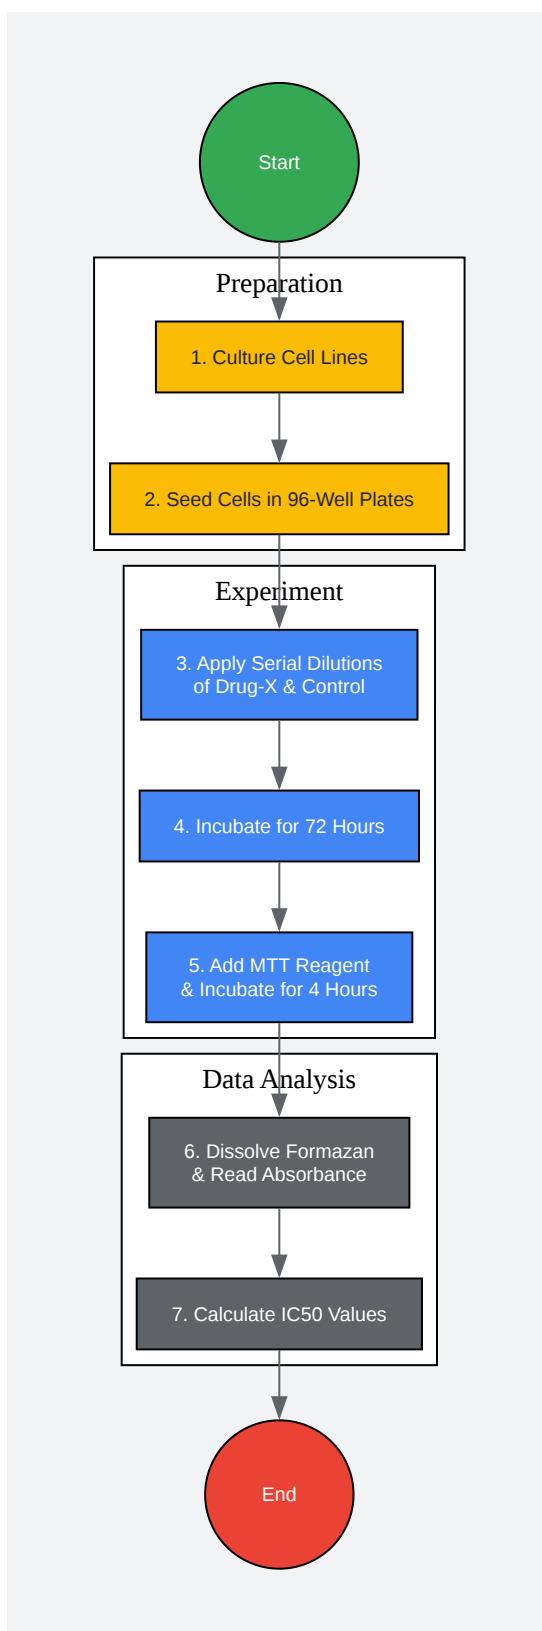 Start
Preparation
1. Culture Cell Lines
2. Seed Cells in 96-Well Plates
Experiment
3. Apply Serial Dilutions
of Drug-X & Control
4. Incubate for 72 Hours
5. Add MTT Reagent
& Incubate for 4 Hours
Data Analysis
6. Dissolve Formazan
& Read Absorbance
7. Calculate IC50 Values
End